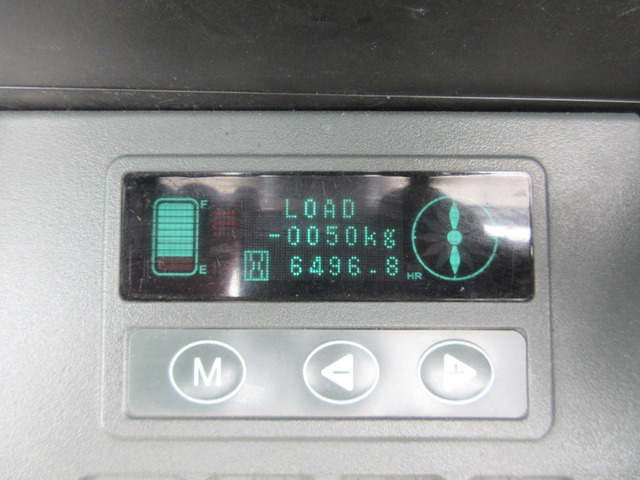 F
LOAD
-0050kg
E
6496.8
HR
M
- +